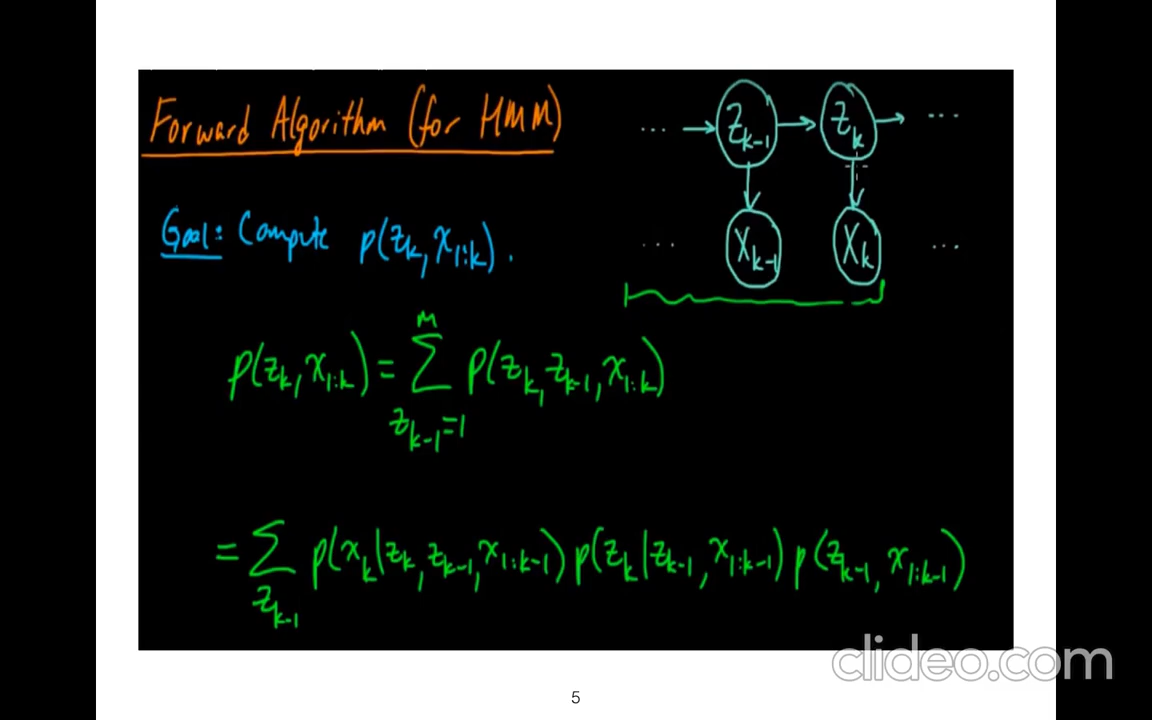 Forward Algorithm (for HMM)
... → Z_{k-1} → Z_k → ...
Goal: Compute p(z_k, x_{1:k}).
... X_{k-1} X_k ...
p(z_k, x_{1:k}) = ∑_{z_{k-1}=1}^{M} p(z_k, z_{k-1}, x_{1:k})
= ∑_{z_{k-1}} p(x_k | z_k, z_{k-1}, x_{1:k-1}) p(z_k | z_{k-1}, x_{1:k-1}) p(z_{k-1}, x_{1:k-1})
clideo.com
5